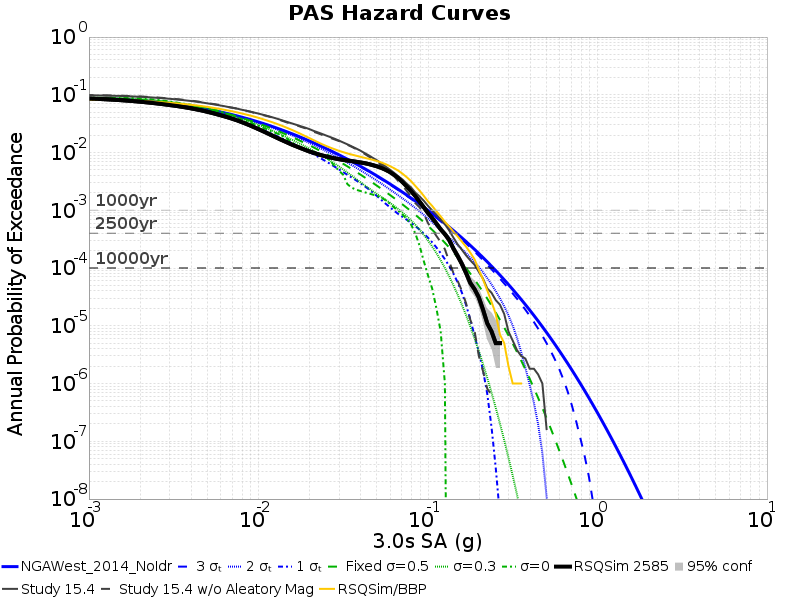 PAS Hazard Curves
Annual Probability of Exceedance
10^0
10^-1
10^-2
10^-3
10^-4
10^-5
10^-6
10^-7
10^-8
1000yr
2500yr
10000yr
10^-3 10^-2 10^-1 10^0 10^1
3.0s SA (g)
NGAWest_2014_NoIdr 3 σₜ 2 σₜ 1 σₜ Fixed σ=0.5 σ=0.3 σ=0 RSQSim 2585 95% conf
Study 15.4 Study 15.4 w/o Aleatory Mag RSQSim/BBP